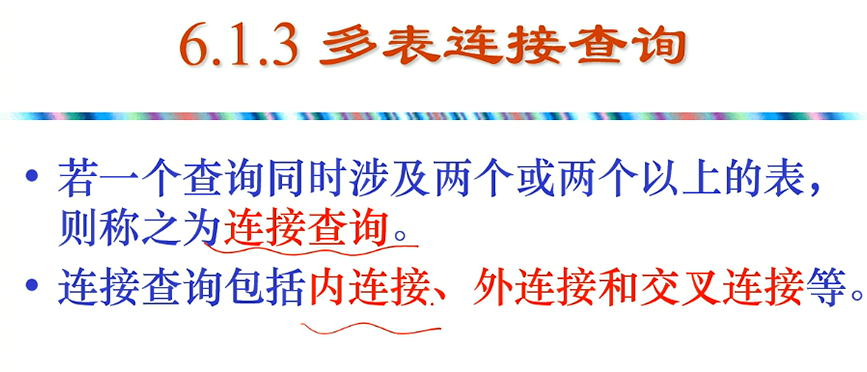 6.1.3 多表连接查询
• 若一个查询同时涉及两个或两个以上的表，
则称之为连接查询。
• 连接查询包括内连接、外连接和交叉连接等。